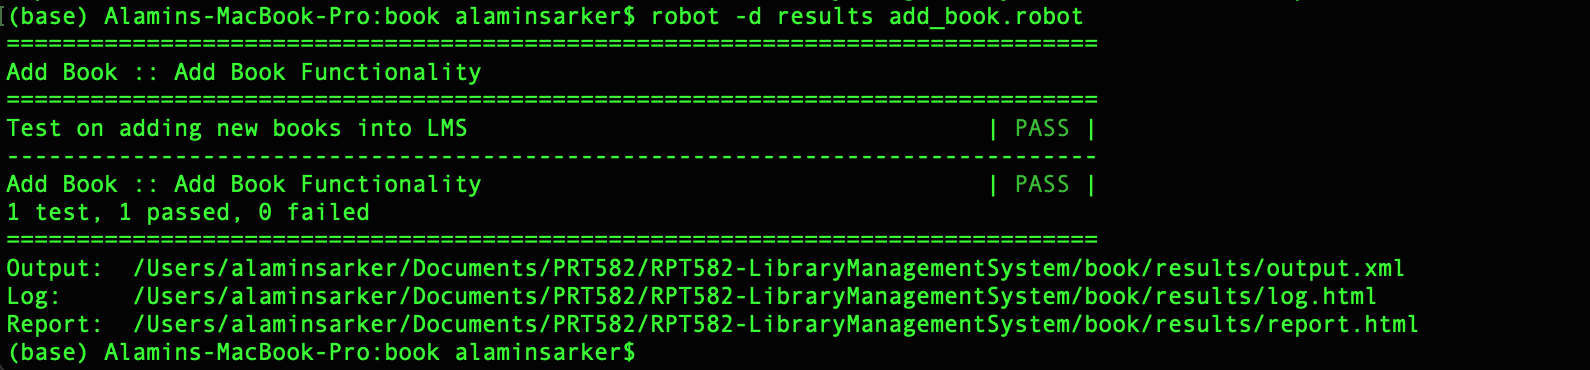 (base) Alamins-MacBook-Pro:book alaminsarker$ robot -d results add_book.robot
==============================================================================
Add Book :: Add Book Functionality
==============================================================================
Test on adding new books into LMS                                     | PASS |
------------------------------------------------------------------------------
Add Book :: Add Book Functionality                                    | PASS |
1 test, 1 passed, 0 failed
==============================================================================
Output:  /Users/alaminsarker/Documents/PRT582/RPT582-LibraryManagementSystem/book/results/output.xml
Log:     /Users/alaminsarker/Documents/PRT582/RPT582-LibraryManagementSystem/book/results/log.html
Report:  /Users/alaminsarker/Documents/PRT582/RPT582-LibraryManagementSystem/book/results/report.html
(base) Alamins-MacBook-Pro:book alaminsarker$